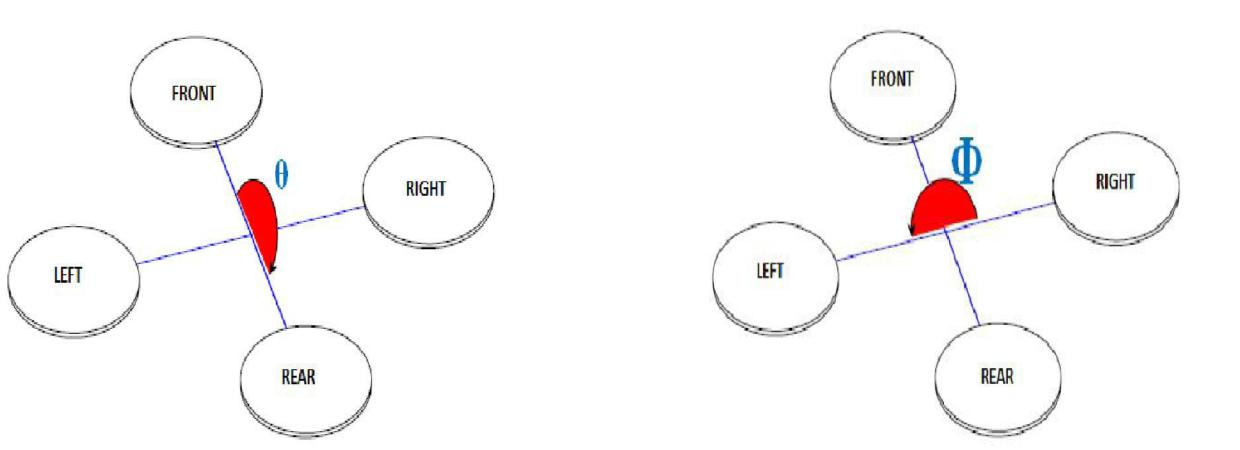 FRONT
θ
RIGHT
LEFT
REAR
FRONT
Φ
RIGHT
LEFT
REAR